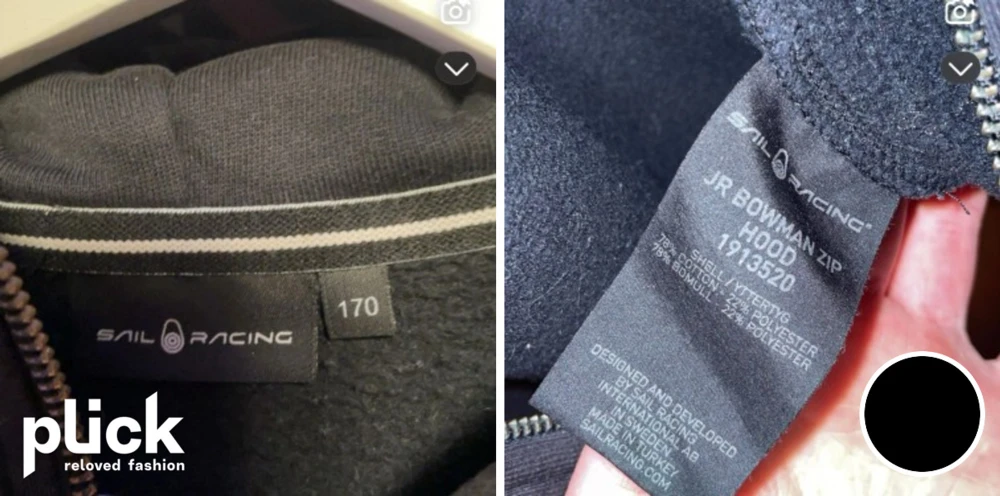 SAIL RACING
170
plick
reloved fashion
SAIL RACING®
JR BOWMAN ZIP
HOOD
1913520
SHELL / YTTERTYG
78% COTTON - 22% POLYESTER
78% BOMULL - 22% POLYESTER
DESIGNED AND DEVELOPED
BY SAIL RACING
INTERNATIONAL AB
IN SWEDEN.
MADE IN TURKEY
SAILRACING.COM